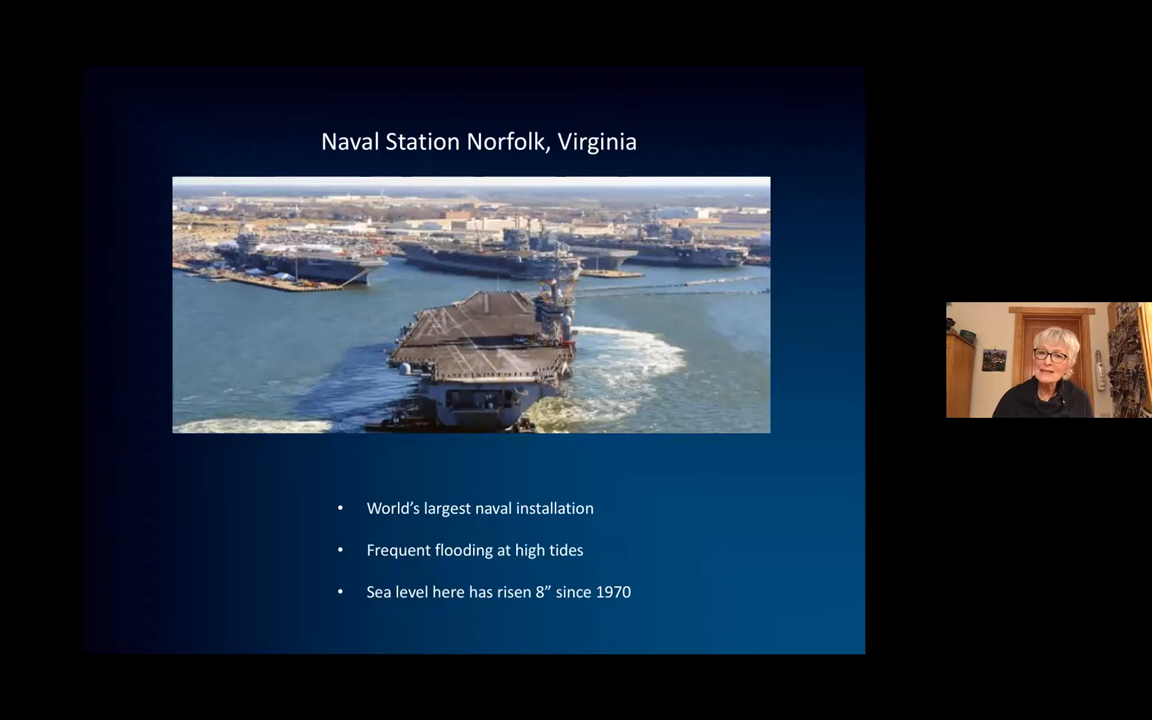 Naval Station Norfolk, Virginia
• World’s largest naval installation
• Frequent flooding at high tides
• Sea level here has risen 8” since 1970